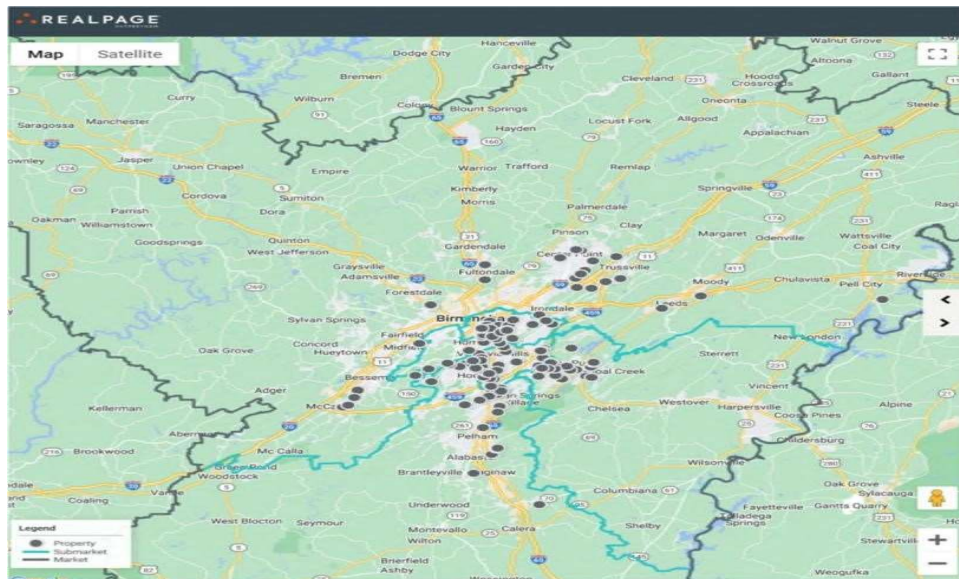 REALPAGE
Map Satellite
Hanceville
Walnut Grove
Dodge City
Garden City
Altoona
Gallant
Bremen
Cleveland
Hoods
Crossroads
Curry
Wilburn
Colony
Blount Springs
Oneonta
Steele
Saragossa
Manchester
Locust Fork
Allgood
Hayden
Appalachian
Jasper
Ashville
Union Chapel
Empire
Warrior
Trafford
Remlap
Cordova
Kimberly
Springville
Oakman
Parrish
Sumiton
Morris
Palmerdale
Williamstown
Dora
Pinson
Clay
Margaret
Wattsville
Goodsprings
Quinton
Gardendale
Odenville
Coal City
West Jefferson
Graysville
Trussville
Adamsville
Fultondale
Moody
Chulavista
Pell City
Forestdale
Leeds
Irondale
Sylvan Springs
Fairfield
Concord
Midfield
Hueytown
New London
Oak Grove
Sterrett
Adger
Coal Creek
Vincent
Kellerman
Chelsea
Westover
Harpersville
Alpine
Coosa Pines
Pelham
Childersburg
Brookwood
Mc Calla
Green Pond
Woodstock
Wilsonville
Brantleyville
Oak Grove
Vance
Coaling
Columbiana
Sylacauga
Underwood
Fayetteville
Gantts Quarry
West Blocton
Seymour
Montevallo
Calera
Shelby
Talladega
Springs
Wilton
Stewartville
Brierfield
Ashby
Weogufka
Legend
Property
Submarket
Market